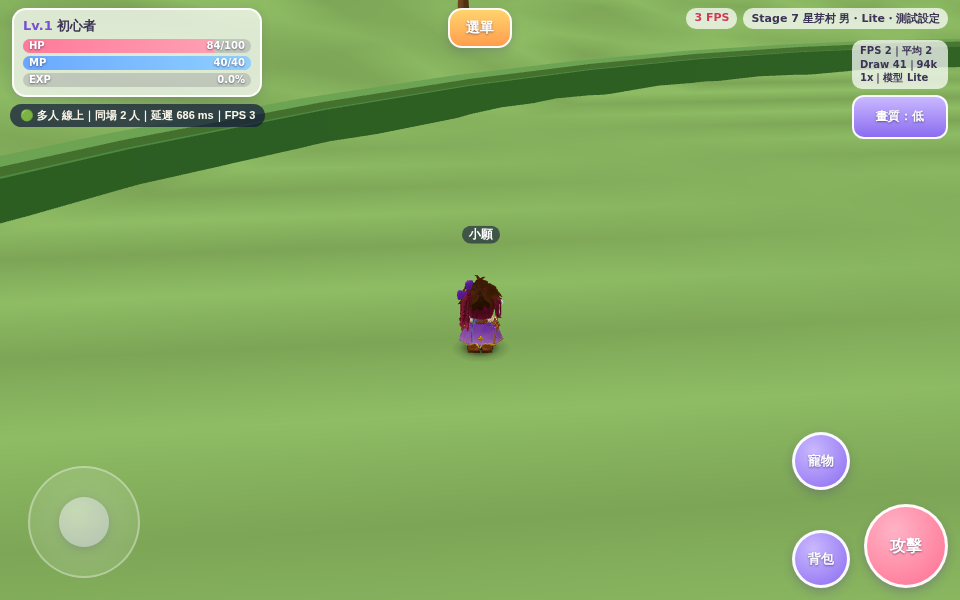 Lv.1 初心者
HP 84/100
MP 40/40
EXP 0.0%
🟢 多人 線上｜同場 2 人｜延遲 686 ms｜FPS 3
選單
3 FPS
Stage 7 星芽村 男・Lite・測試設定
FPS 2｜平均 2
Draw 41｜94k
1x｜模型 Lite
畫質：低
小願
寵物
攻擊
背包